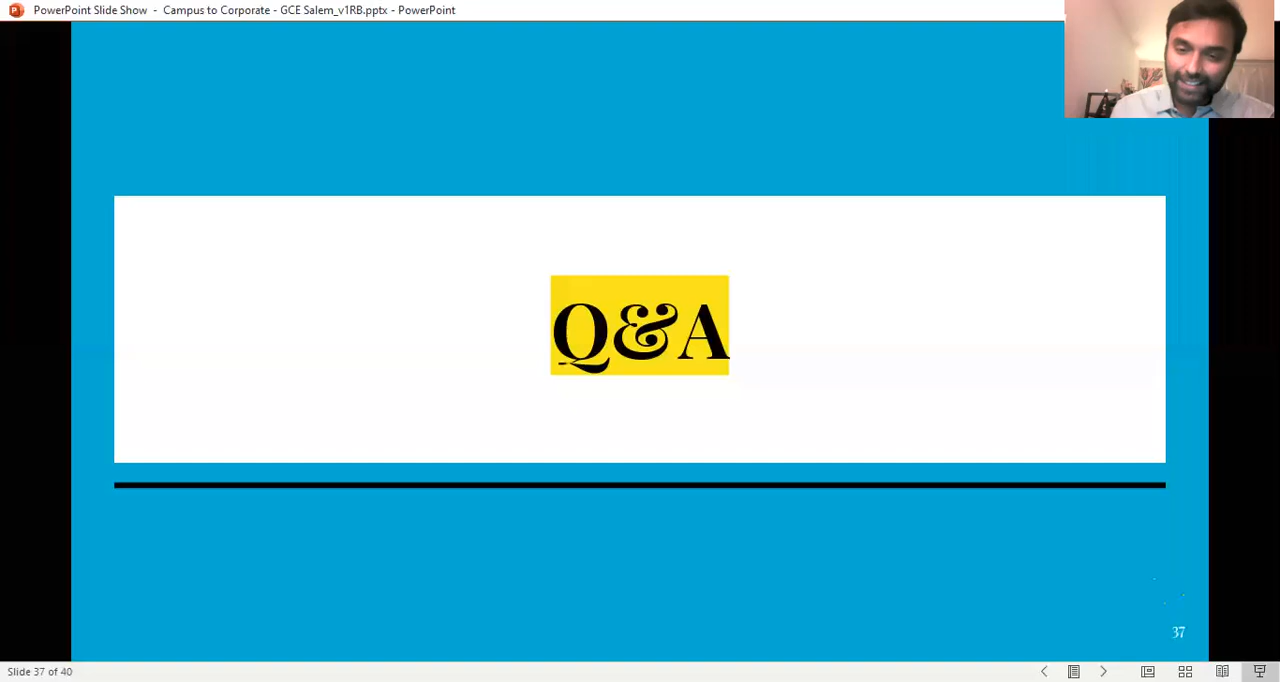 PowerPoint Slide Show - Campus to Corporate - GCE Salem_v1RB.pptx - PowerPoint
Q&A
37
Slide 37 of 40